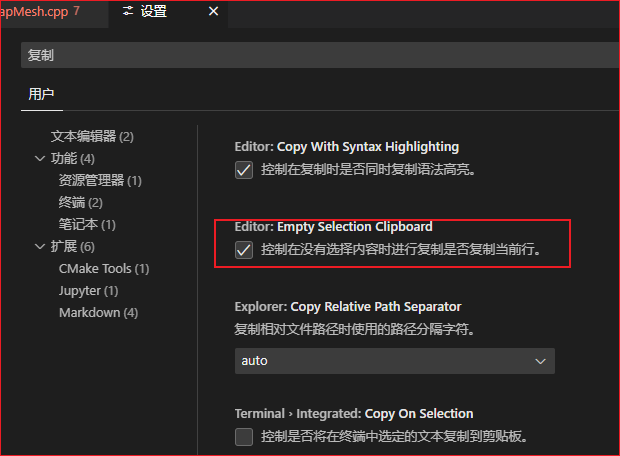 apMesh.cpp 7
设置
复制
用户
文本编辑器 (2)
功能 (4)
资源管理器 (1)
终端 (2)
笔记本 (1)
扩展 (6)
CMake Tools (1)
Jupyter (1)
Markdown (4)
Editor: Copy With Syntax Highlighting
控制在复制时是否同时复制语法高亮。
Editor: Empty Selection Clipboard
控制在没有选择内容时进行复制是否复制当前行。
Explorer: Copy Relative Path Separator
复制相对文件路径时使用的路径分隔字符。
auto
Terminal › Integrated: Copy On Selection
控制是否将在终端中选定的文本复制到剪贴板。